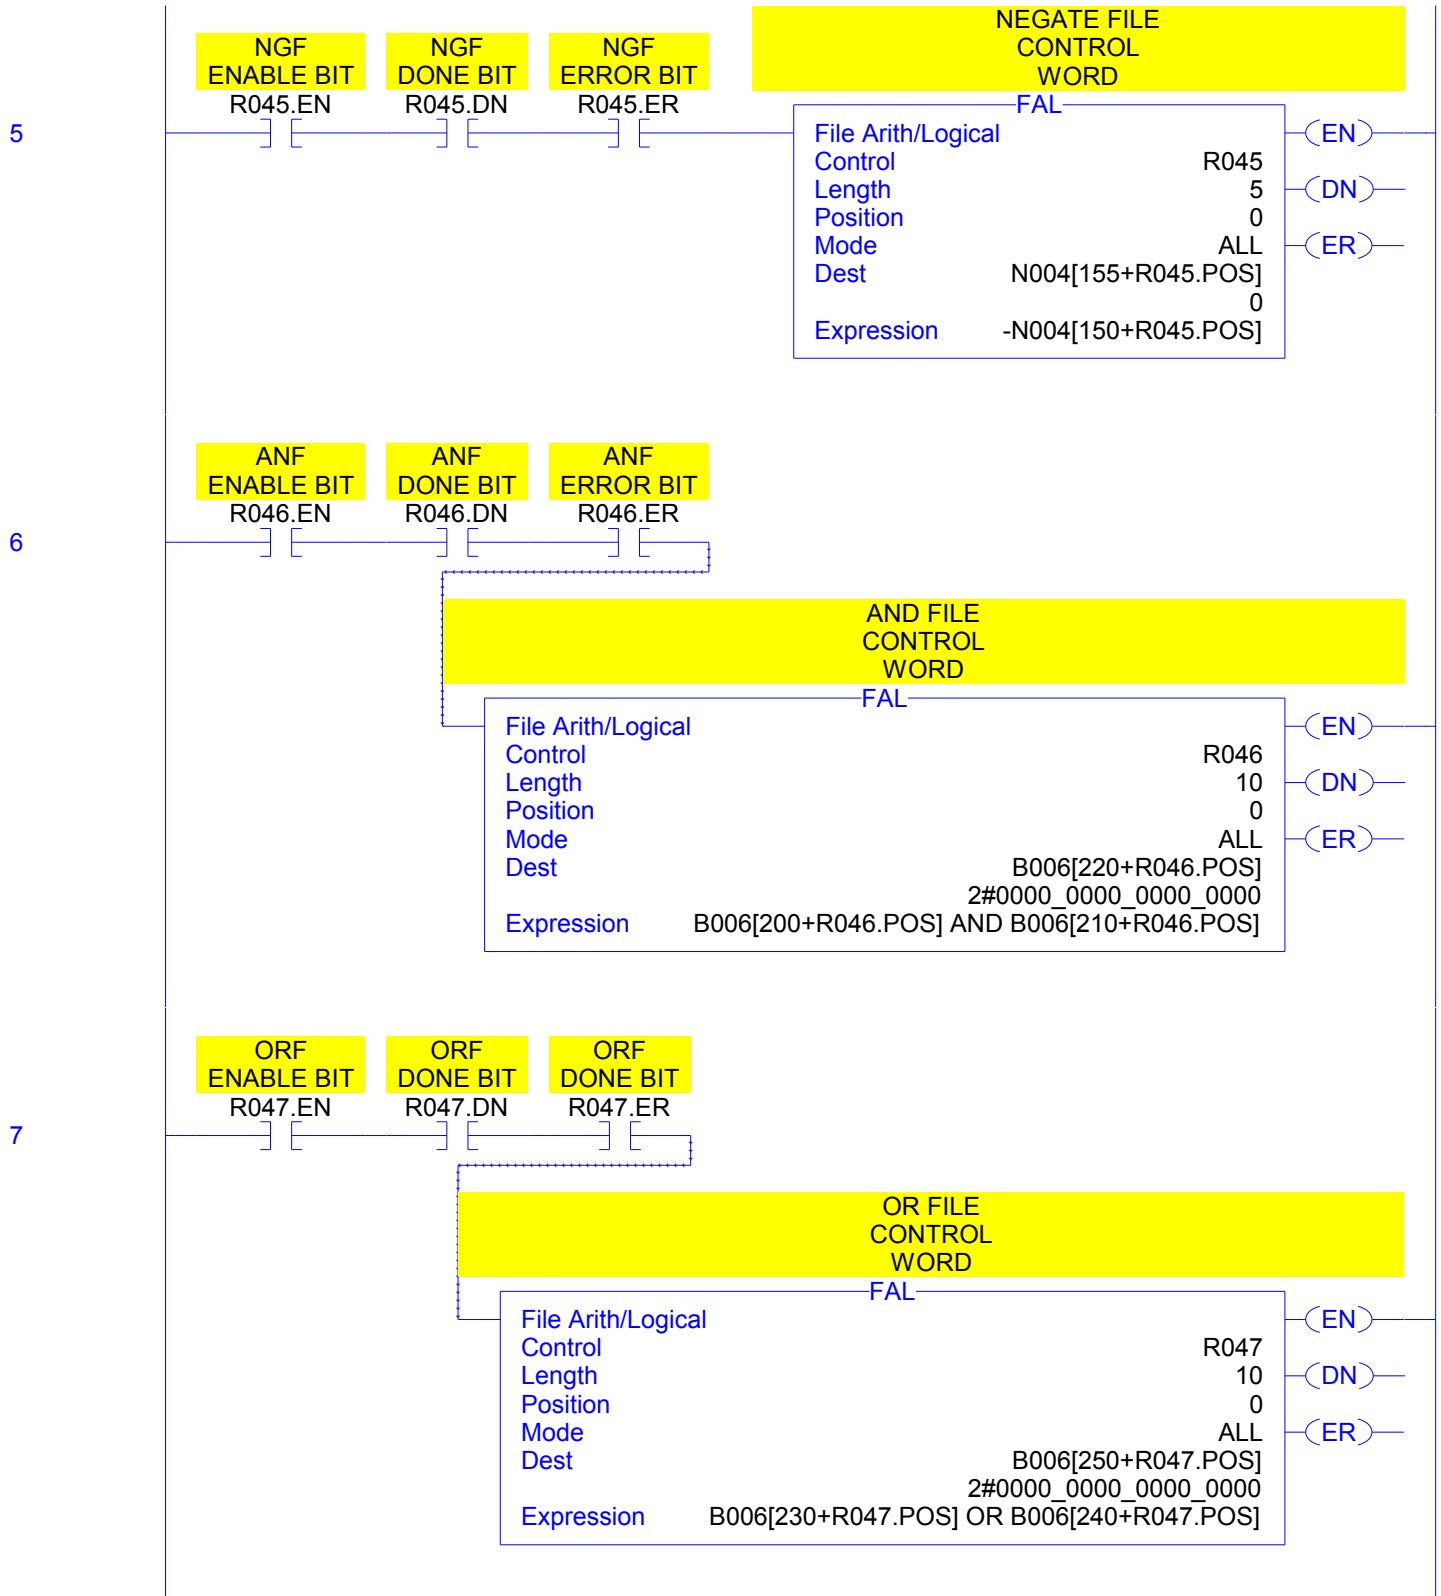 NEGATE FILE
CONTROL
WORD
NGF NGF NGF
ENABLE BIT DONE BIT ERROR BIT
R045.EN R045.DN R045.ER
FAL
5
File Arith/Logical
EN
Control R045
Length 5
DN
Position 0
Mode ALL
ER
Dest N004[155+R045.POS]
0
Expression -N004[150+R045.POS]
ANF ANF ANF
ENABLE BIT DONE BIT ERROR BIT
R046.EN R046.DN R046.ER
6
AND FILE
CONTROL
WORD
FAL
File Arith/Logical
EN
Control R046
Length 10
DN
Position 0
Mode ALL
ER
Dest B006[220+R046.POS]
2#0000_0000_0000_0000
Expression B006[200+R046.POS] AND B006[210+R046.POS]
ORF ORF ORF
ENABLE BIT DONE BIT DONE BIT
R047.EN R047.DN R047.ER
7
OR FILE
CONTROL
WORD
FAL
File Arith/Logical
EN
Control R047
Length 10
DN
Position 0
Mode ALL
ER
Dest B006[250+R047.POS]
2#0000_0000_0000_0000
Expression B006[230+R047.POS] OR B006[240+R047.POS]